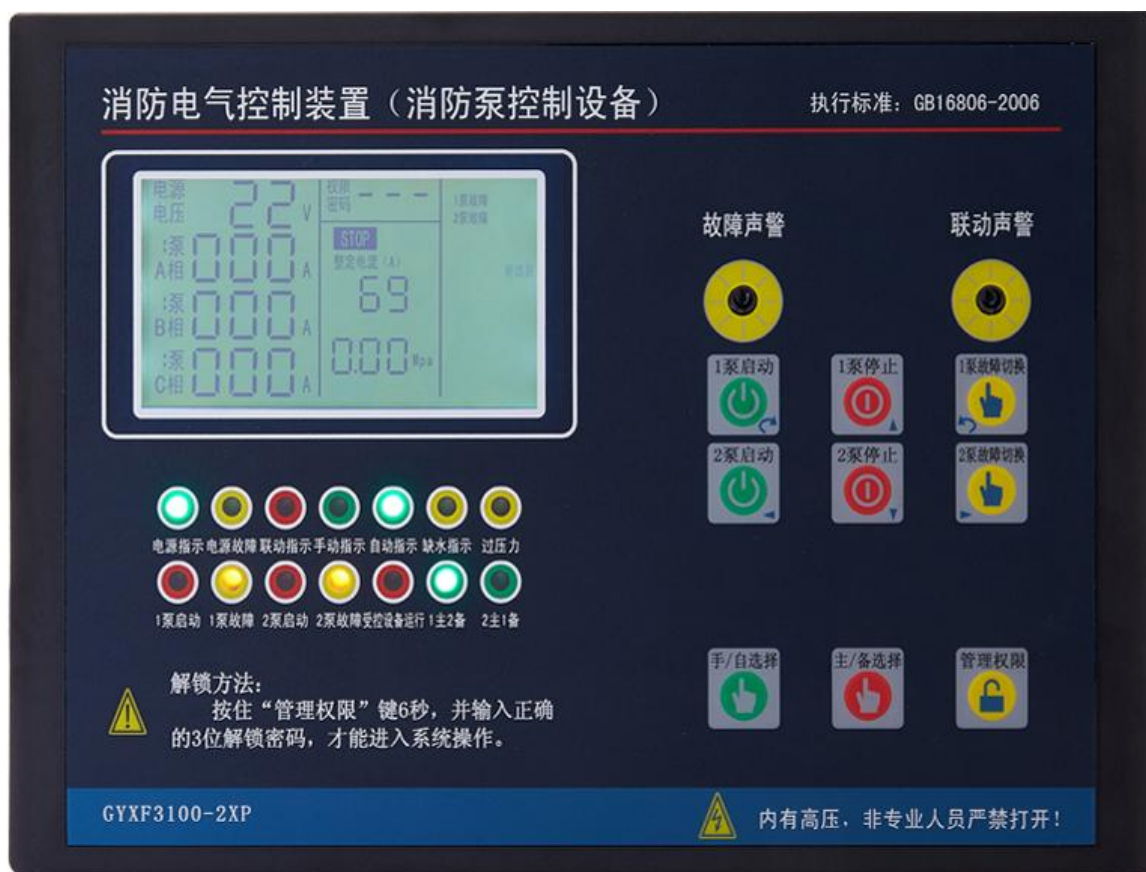 消防电气控制装置（消防泵控制设备）
执行标准：GB16806-2006
电源
电压
22 V
权限
密码
- - -
1泵故障
2泵故障
:泵
A相
000 A
:泵
B相
000 A
:泵
C相
000 A
STOP
整定电流（A）
69
0.00 Mpa
故障声警
联动声警
1泵启动
1泵停止
1泵故障切换
2泵启动
2泵停止
2泵故障切换
电源指示 电源故障 联动指示 手动指示 自动指示 缺水指示 过压力
1泵启动 1泵故障 2泵启动 2泵故障 受控设备运行 1主2备 2主1备
手/自选择
主/备选择
管理权限
解锁方法：
按住“管理权限”键6秒，并输入正确
的3位解锁密码，才能进入系统操作。
GYXF3100-2XP
内有高压，非专业人员严禁打开！